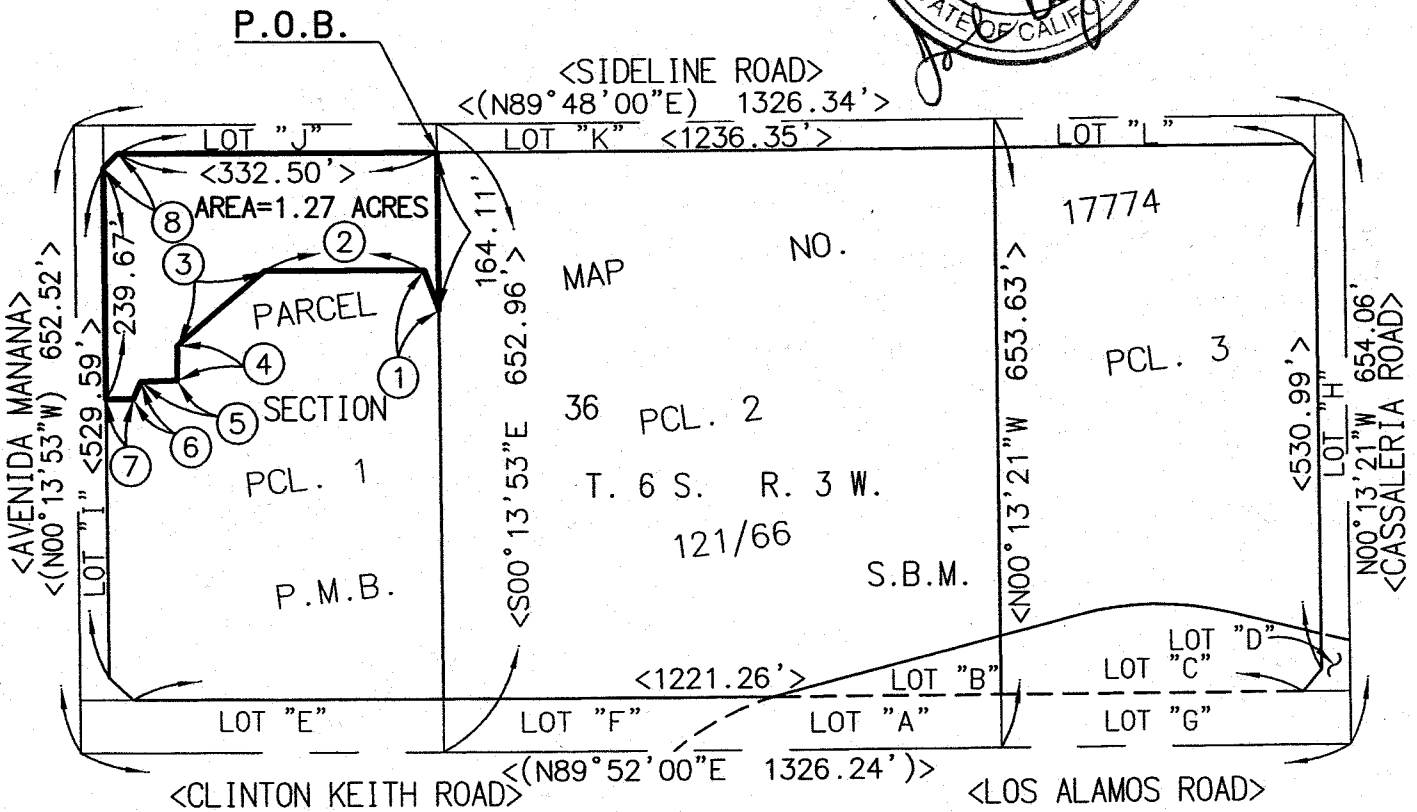 P.O.B.
STATE OF CALIFO
<SIDELINE ROAD>
<(N89°48'00"E) 1326.34'>
LOT "J"
LOT "K"
<1236.35'>
LOT "L"
<332.50'>
AREA=1.27 ACRES
8
2
3
239.67'
164.11'
17774
NO.
MAP
PARCEL
PCL. 3
4
1
5
SECTION
6
7
36
PCL. 2
PCL. 1
T. 6 S. R. 3 W.
121/66
S.B.M.
P.M.B.
<AVENIDA MANANA>
<(N00°13'53"W) 652.52'>
LOT "I"
<529.59'>
<S00°13'53"E 652.96'>
<N00°13'21"W 653.63'>
<530.99'>
LOT "H"
N00°13'21"W 654.06'
<CASSALERIA ROAD>
LOT "D"
LOT "C"
LOT "B"
<1221.26'>
LOT "E"
LOT "F"
LOT "A"
LOT "G"
<(N89°52'00"E 1326.24')>
<CLINTON KEITH ROAD>
<LOS ALAMOS ROAD>